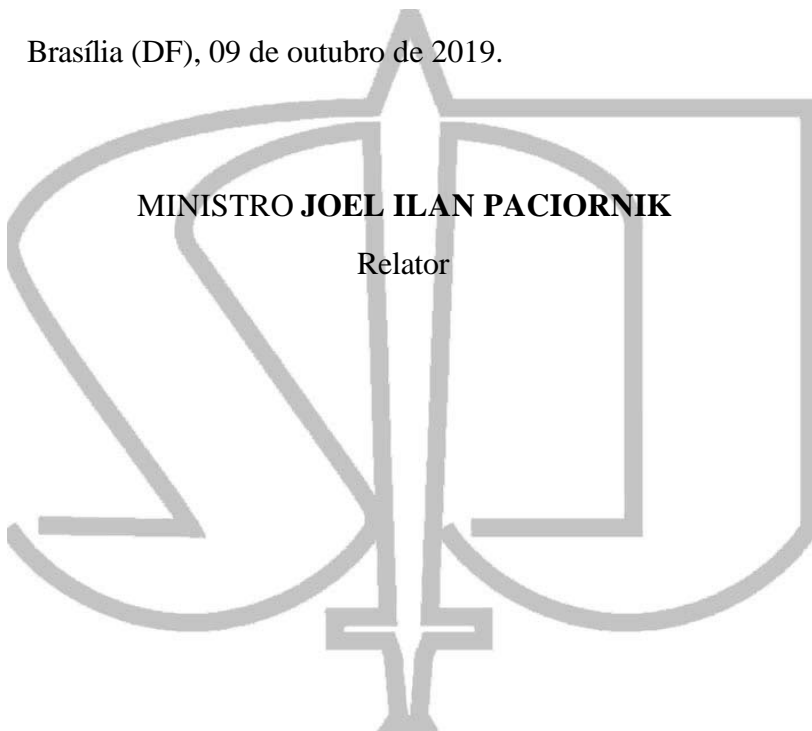 Brasília (DF), 09 de outubro de 2019.
MINISTRO JOEL ILAN PACIORNIK
Relator